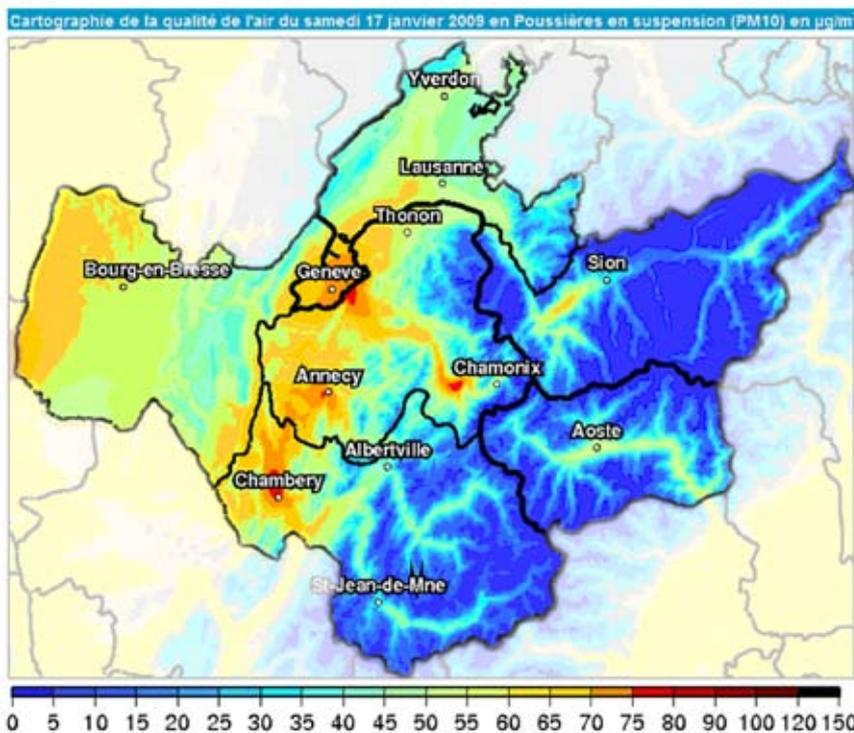 Cartographie de la qualité de l'air du samedi 17 janvier 2009 en Poussières en suspension (PM10) en µg/m
Yverdon
Lausanne
Thonon
Bourg-en-Bresse
Geneve
Sion
Annecy
Chamonix
Aoste
Albertville
Chambery
St-Jean-de-Mne
0 5 10 15 20 25 30 35 40 45 50 55 60 65 70 75 80 90 100 120 150